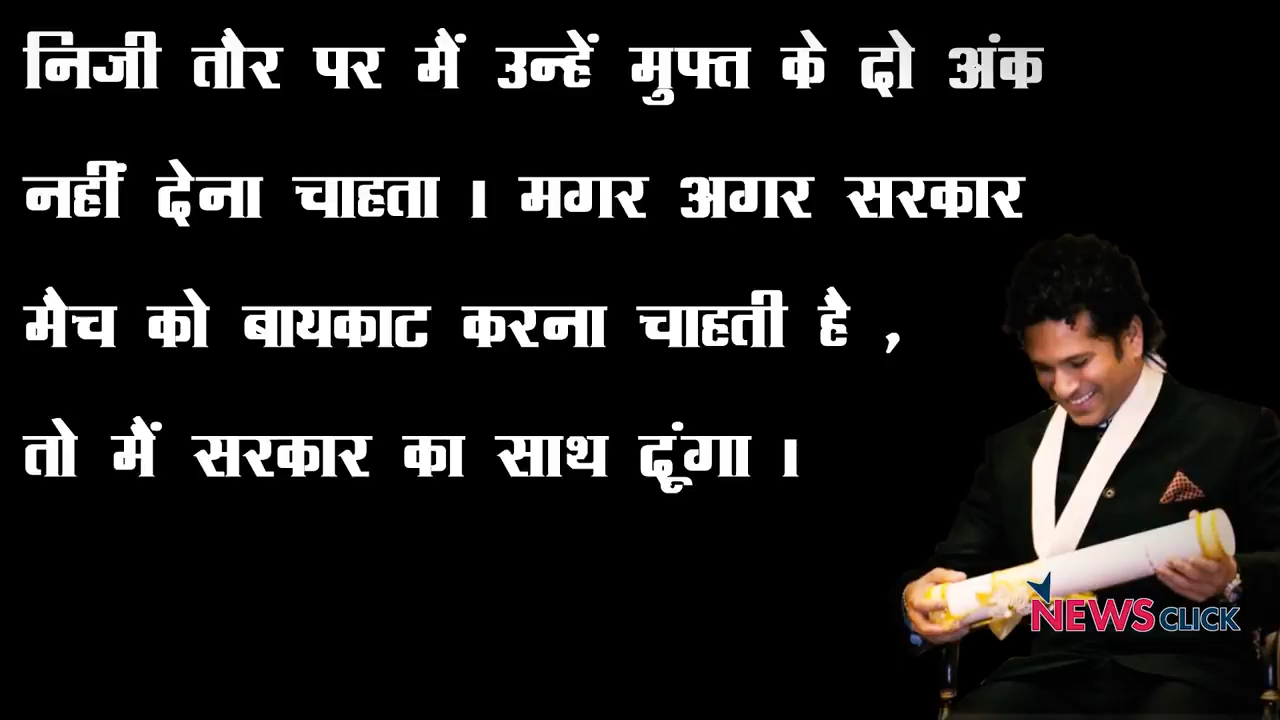 निजी तौर पर मैं उन्हें मुफ्त के दो अंक
नहीं देना चाहता । मगर अगर सरकार
मैच को बायकाट करना चाहती है ,
तो मैं सरकार का साथ दूंगा ।
NEWSCLICK